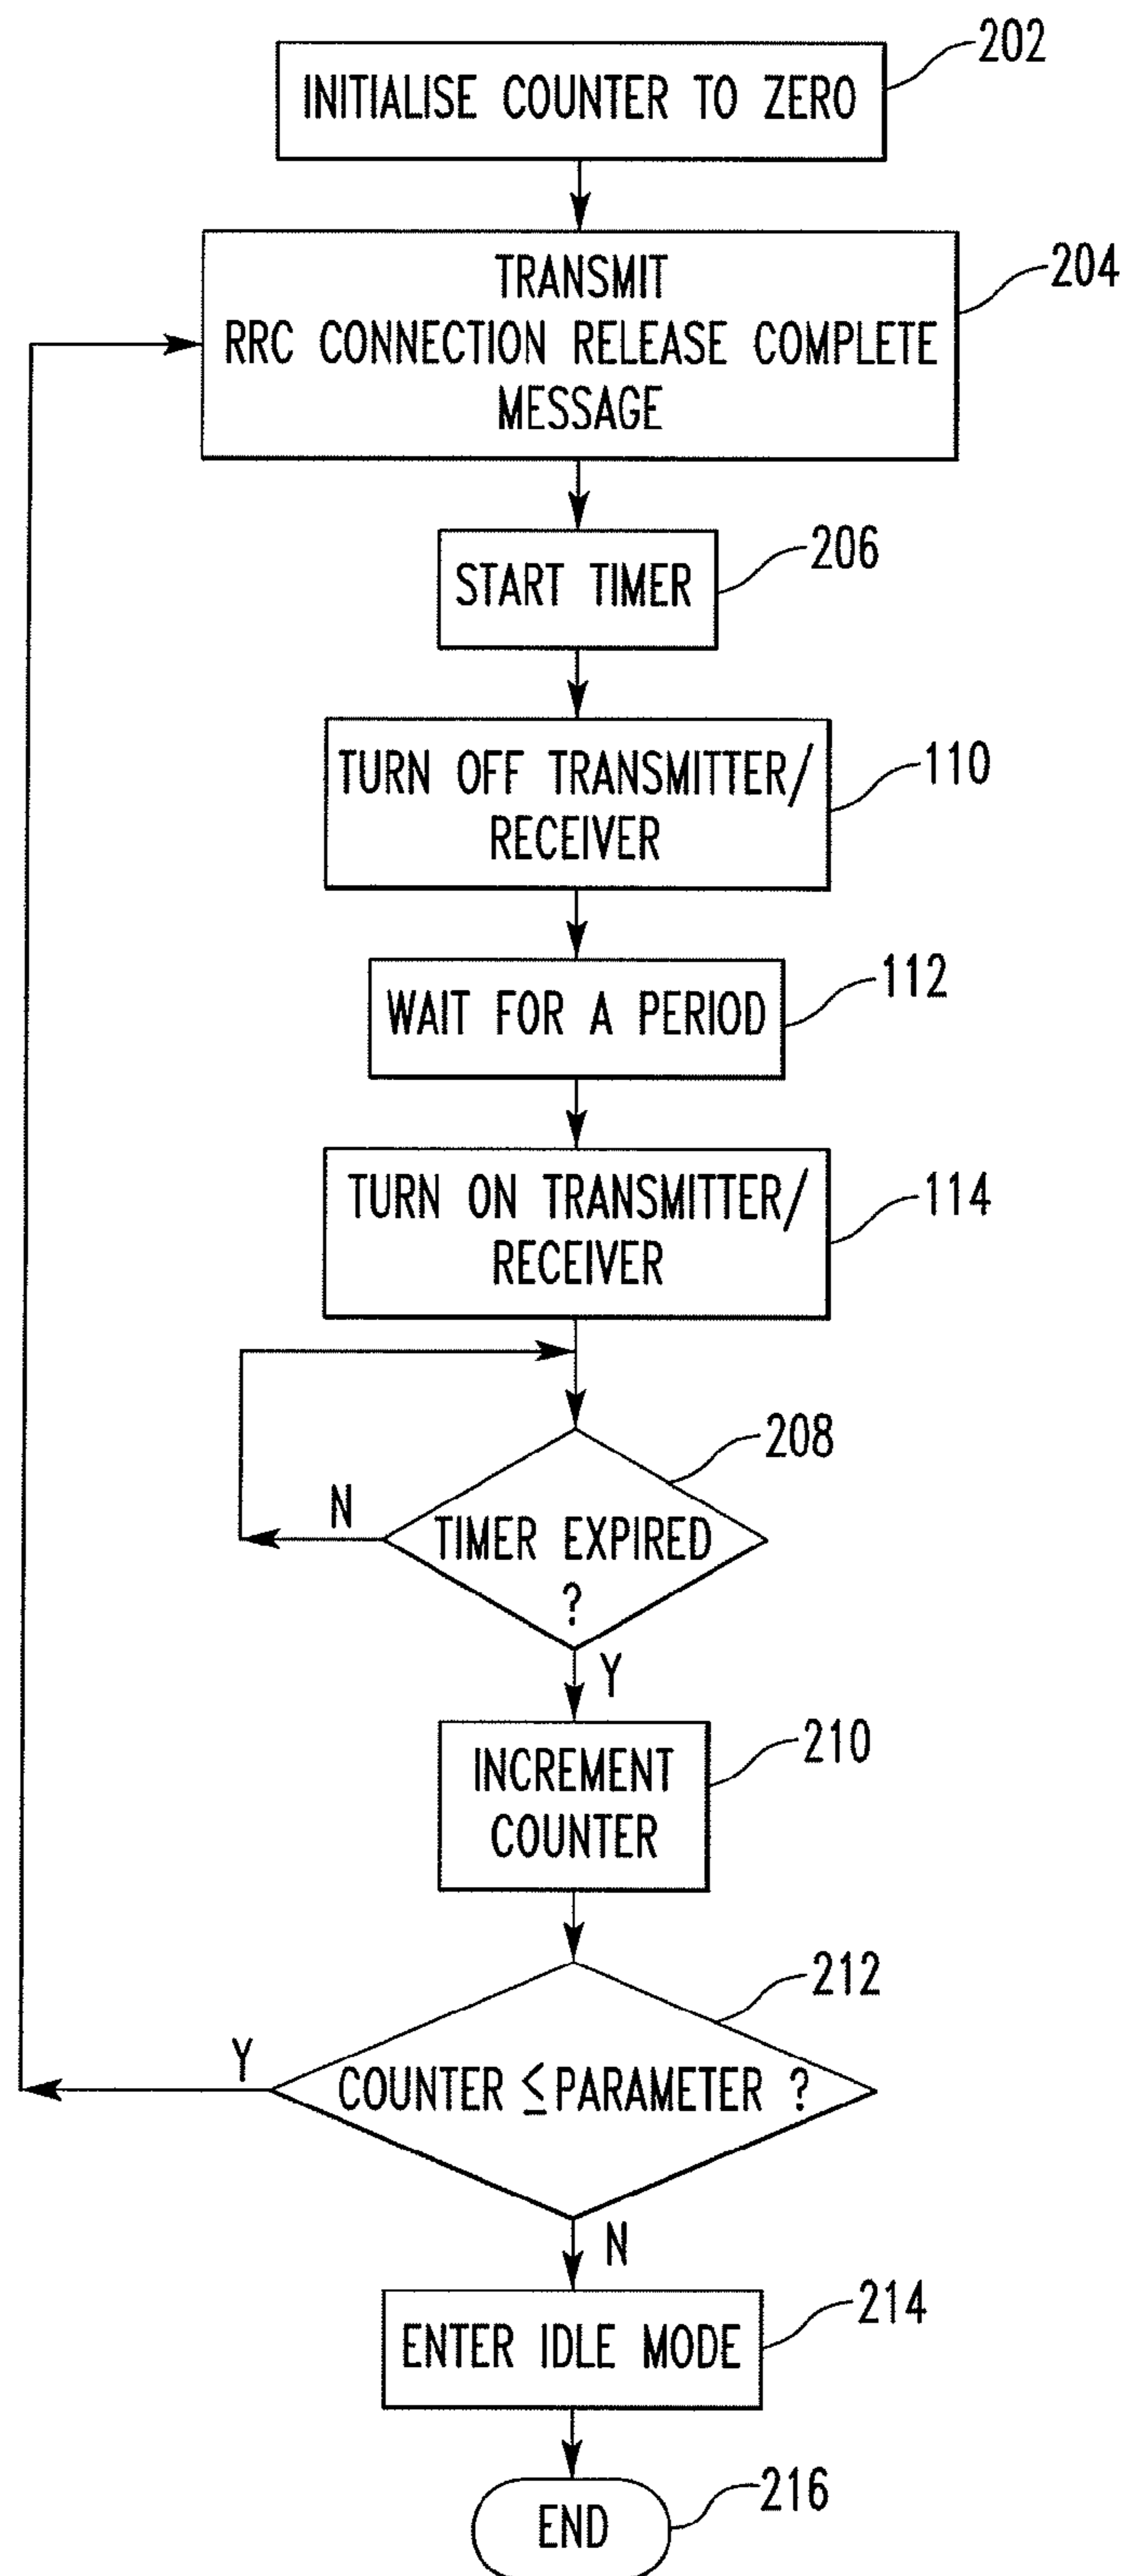 202
INITIALISE COUNTER TO ZERO
204
TRANSMIT
RRC CONNECTION RELEASE COMPLETE
MESSAGE
206
START TIMER
110
TURN OFF TRANSMITTER/
RECEIVER
112
WAIT FOR A PERIOD
114
TURN ON TRANSMITTER/
RECEIVER
208
N
TIMER EXPIRED
?
Y
210
INCREMENT
COUNTER
212
Y
COUNTER ≤ PARAMETER ?
N
214
ENTER IDLE MODE
216
END